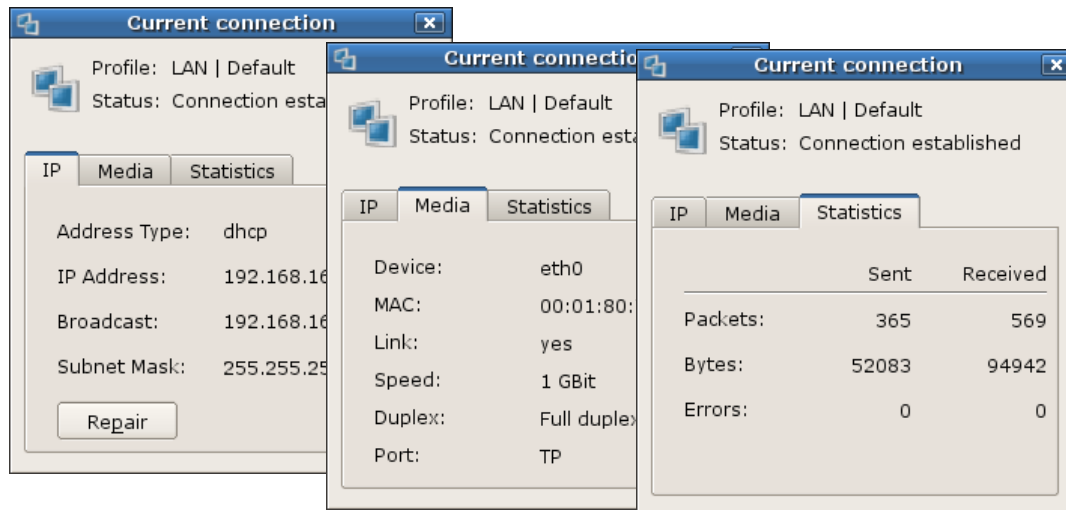 Current connection
Profile: LAN | Default
Status: Connection esta
IP Media Statistics
Address Type: dhcp
IP Address: 192.168.16
Broadcast: 192.168.16
Subnet Mask: 255.255.25
Repair
Current connectio
Profile: LAN | Default
Status: Connection esta
IP Media Statistics
Device: eth0
MAC: 00:01:80:
Link: yes
Speed: 1 GBit
Duplex: Full duplex
Port: TP
Current connection
Profile: LAN | Default
Status: Connection established
IP Media Statistics
Sent Received
Packets: 365 569
Bytes: 52083 94942
Errors: 0 0